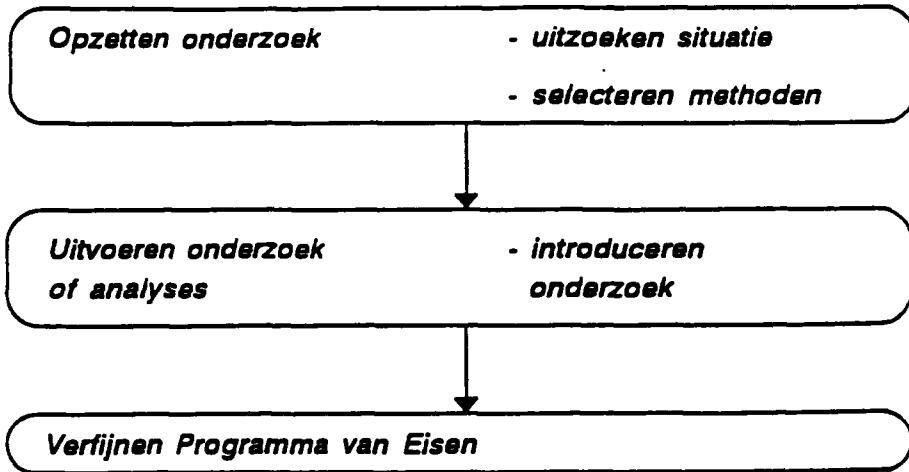 Opzetten onderzoek - uitzoeken situatie
- selecteren methoden
Uitvoeren onderzoek - introduceren
of analyses onderzoek
Verfijnen Programma van Eisen